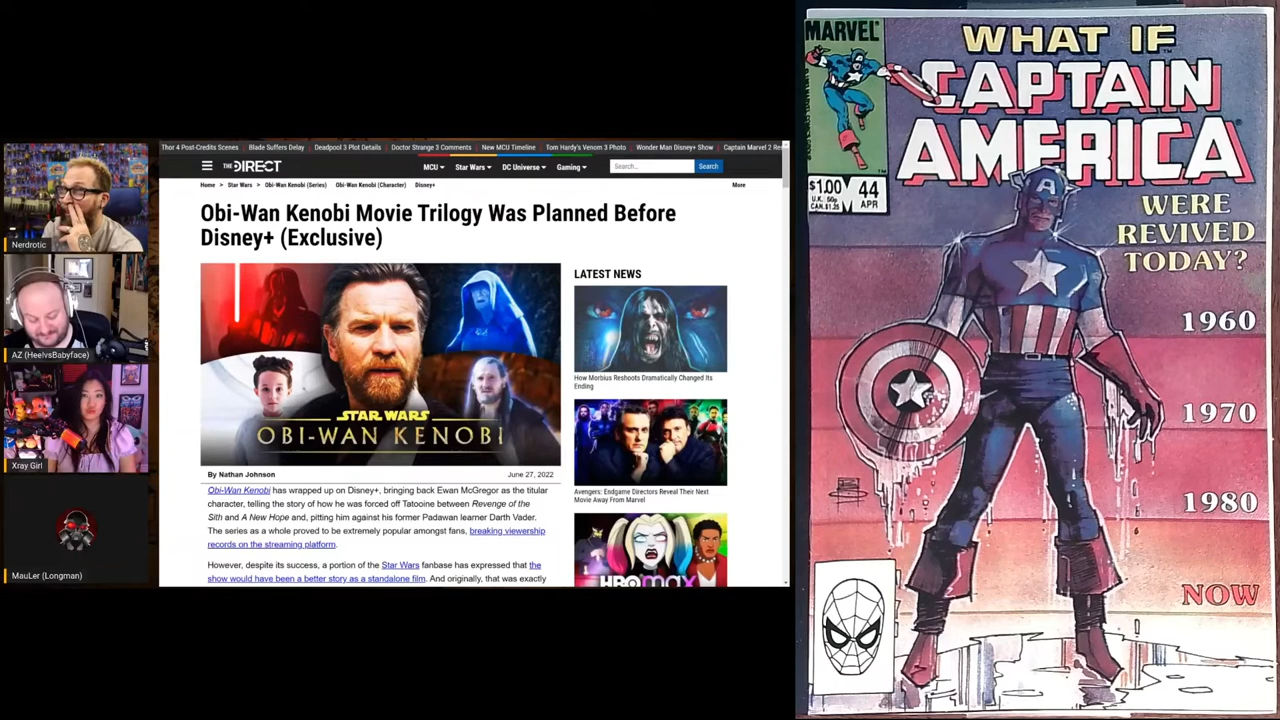 Nerdrotic
AZ (HeelvsBabyface)
Xray Girl
MauLer (Longman)
Thor 4 Post-Credits Scenes Blade Suffers Delay Deadpool 3 Plot Details Doctor Strange 3 Comments New MCU Timeline Tom Hardy's Venom 3 Photo Wonder Man Disney+ Cast Captain Marvel 2 Re
THE DIRECT MCU Star Wars DC Universe Gaming Search... Search
Home Star Wars Obi-Wan Kenobi (Series) Obi-Wan Kenobi (Character) Disney+ More
Obi-Wan Kenobi Movie Trilogy Was Planned Before
Disney+ (Exclusive)
STAR WARS
OBI-WAN KENOBI
By Nathan Johnson June 27, 2022
Obi-Wan Kenobi has wrapped up on Disney+, bringing back Ewan McGregor as the titular
character, telling the story of how he was forced off Tatooine between Revenge of the
Sith and A New Hope and, pitting him against his former Padawan learner Darth Vader.
The series as a whole proved to be extremely popular amongst fans, breaking viewership
records on the streaming platform.
However, despite its success, a portion of the Star Wars fanbase has expressed that the
show would have been a better story as a standalone film. And originally, that was exactly
LATEST NEWS
How Morbius Reshoots Dramatically Changed Its
Ending
Avengers: Endgame Directors Reveal Their Next
Movie Away From Marvel
HBOMAX
MARVEL
WHAT IF
CAPTAIN
AMERICA
$1.00
U.K. 50p
CAN. $1.25
44
APR
WERE
REVIVED
TODAY?
1960
1970
1980
NOW